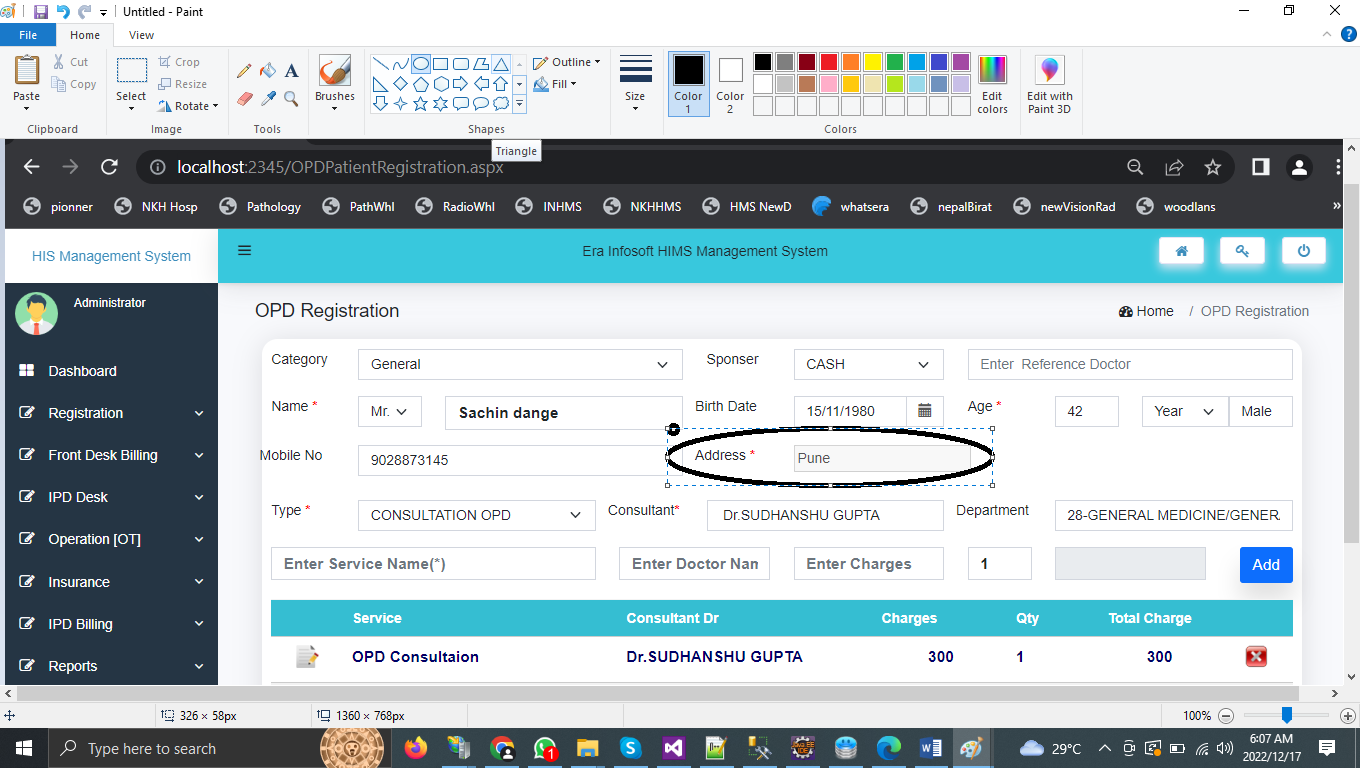 Untitled - Paint
File Home View
Paste
Cut
Copy
Clipboard
Select
Crop
Resize
Rotate
Image
Tools
Brushes
Shapes
Outline
Fill
Size
Color 1
Color 2
Colors
Edit colors
Edit with Paint 3D
Triangle
localhost:2345/OPDPatientRegistration.aspx
pionner NKH Hosp Pathology PathWhl RadioWhl INHMS NKHHMS HMS NewD whatsera nepalBirat newVisionRad woodlans »
HIS Management System
Era Infosoft HIMS Management System
Administrator
Dashboard
Registration
Front Desk Billing
IPD Desk
Operation [OT]
Insurance
IPD Billing
Reports
OPD Registration
Home / OPD Registration
Category General Sponser CASH Enter Reference Doctor
Name * Mr. Sachin dange Birth Date 15/11/1980 Age * 42 Year Male
Mobile No 9028873145 Address * Pune
Type * CONSULTATION OPD Consultant* Dr.SUDHANSHU GUPTA Department 28-GENERAL MEDICINE/GENER
Enter Service Name(*) Enter Doctor Nan Enter Charges 1 Add
Service Consultant Dr Charges Qty Total Charge
OPD Consultaion Dr.SUDHANSHU GUPTA 300 1 300
326 × 58px 1360 × 768px 100%
Type here to search
1
29°C
6:07 AM
2022/12/17